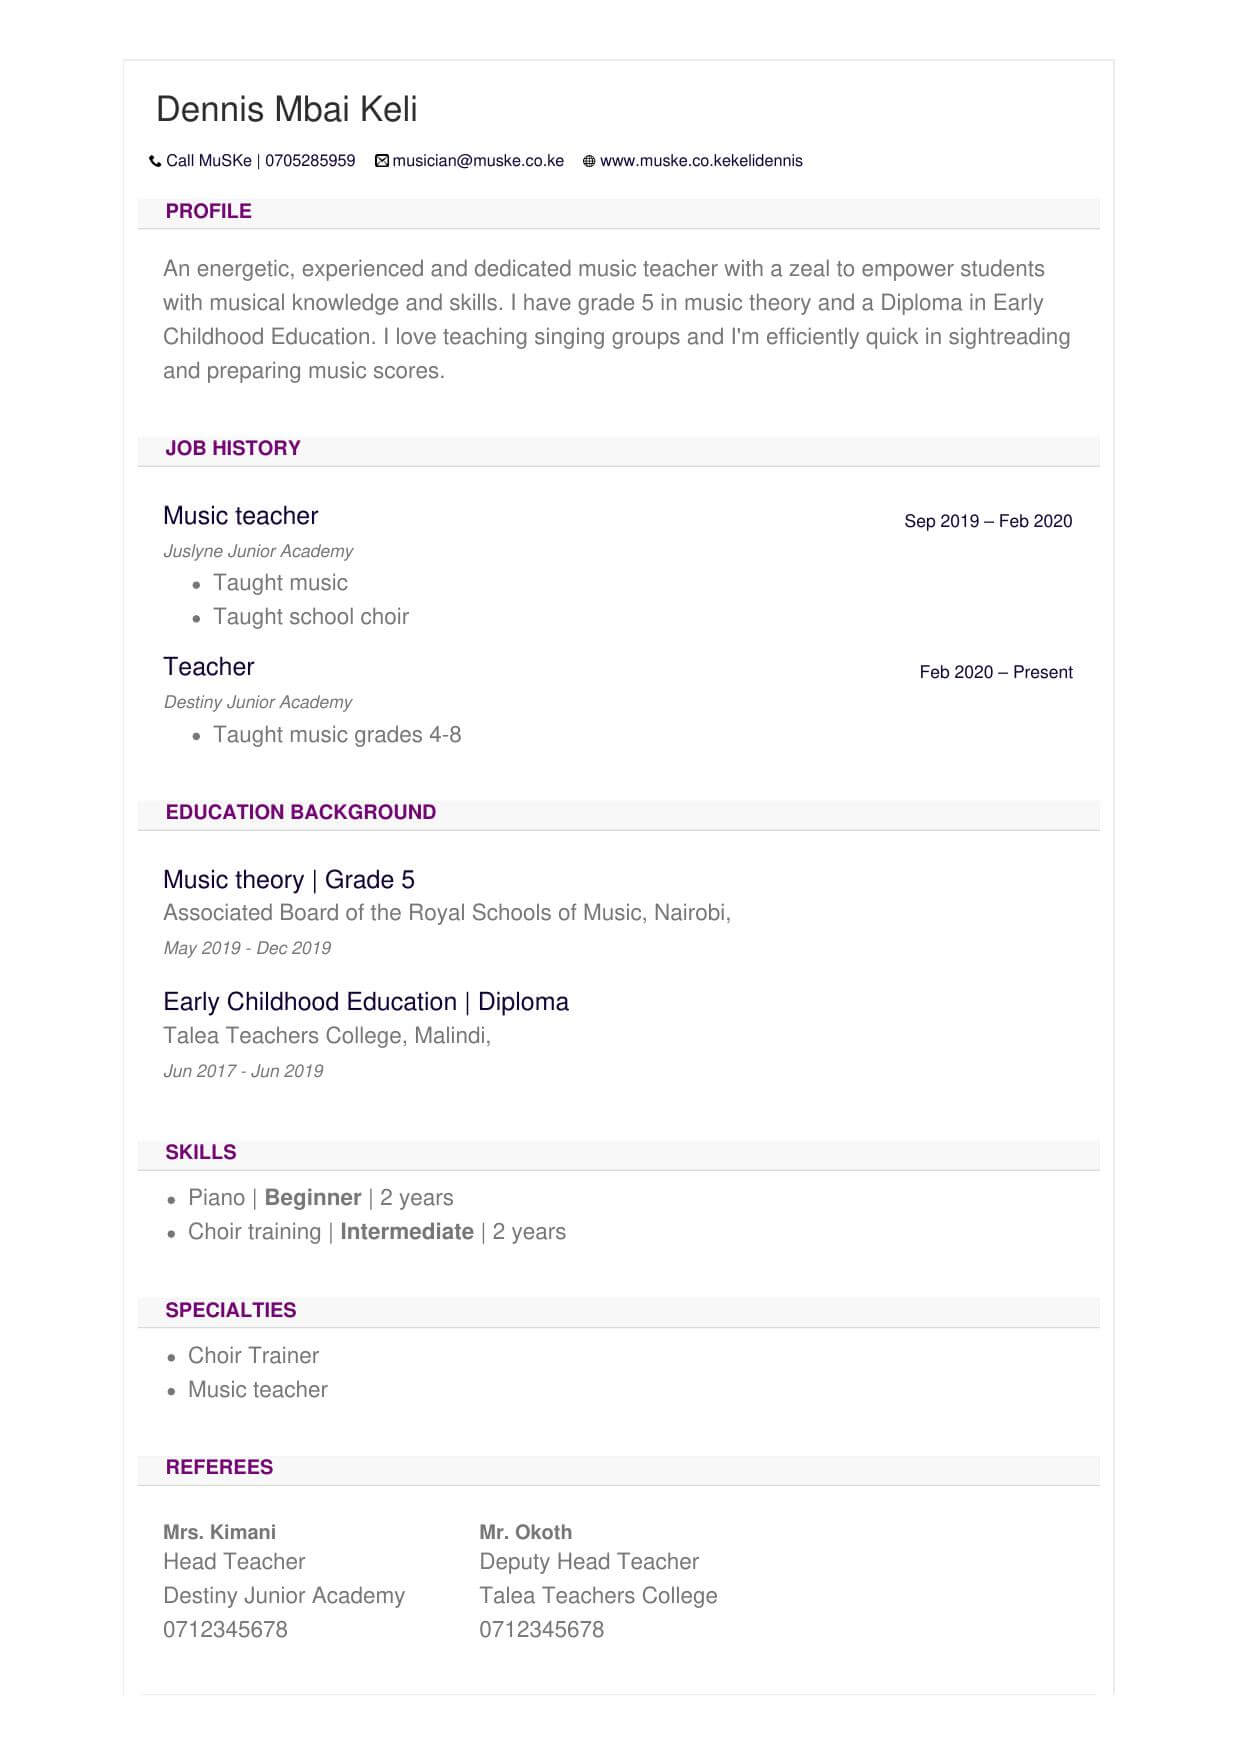 Dennis Mbai Keli
Call MuSKe | 0705285959 musician@muske.co.ke www.muske.co.kekelidennis
PROFILE
An energetic, experienced and dedicated music teacher with a zeal to empower students
with musical knowledge and skills. I have grade 5 in music theory and a Diploma in Early
Childhood Education. I love teaching singing groups and I'm efficiently quick in sightreading
and preparing music scores.
JOB HISTORY
Music teacher Sep 2019 – Feb 2020
Juslyne Junior Academy
• Taught music
• Taught school choir
Teacher Feb 2020 – Present
Destiny Junior Academy
• Taught music grades 4-8
EDUCATION BACKGROUND
Music theory | Grade 5
Associated Board of the Royal Schools of Music, Nairobi,
May 2019 - Dec 2019
Early Childhood Education | Diploma
Talea Teachers College, Malindi,
Jun 2017 - Jun 2019
SKILLS
• Piano | Beginner | 2 years
• Choir training | Intermediate | 2 years
SPECIALTIES
• Choir Trainer
• Music teacher
REFEREES
Mrs. Kimani
Head Teacher
Destiny Junior Academy
0712345678
Mr. Okoth
Deputy Head Teacher
Talea Teachers College
0712345678